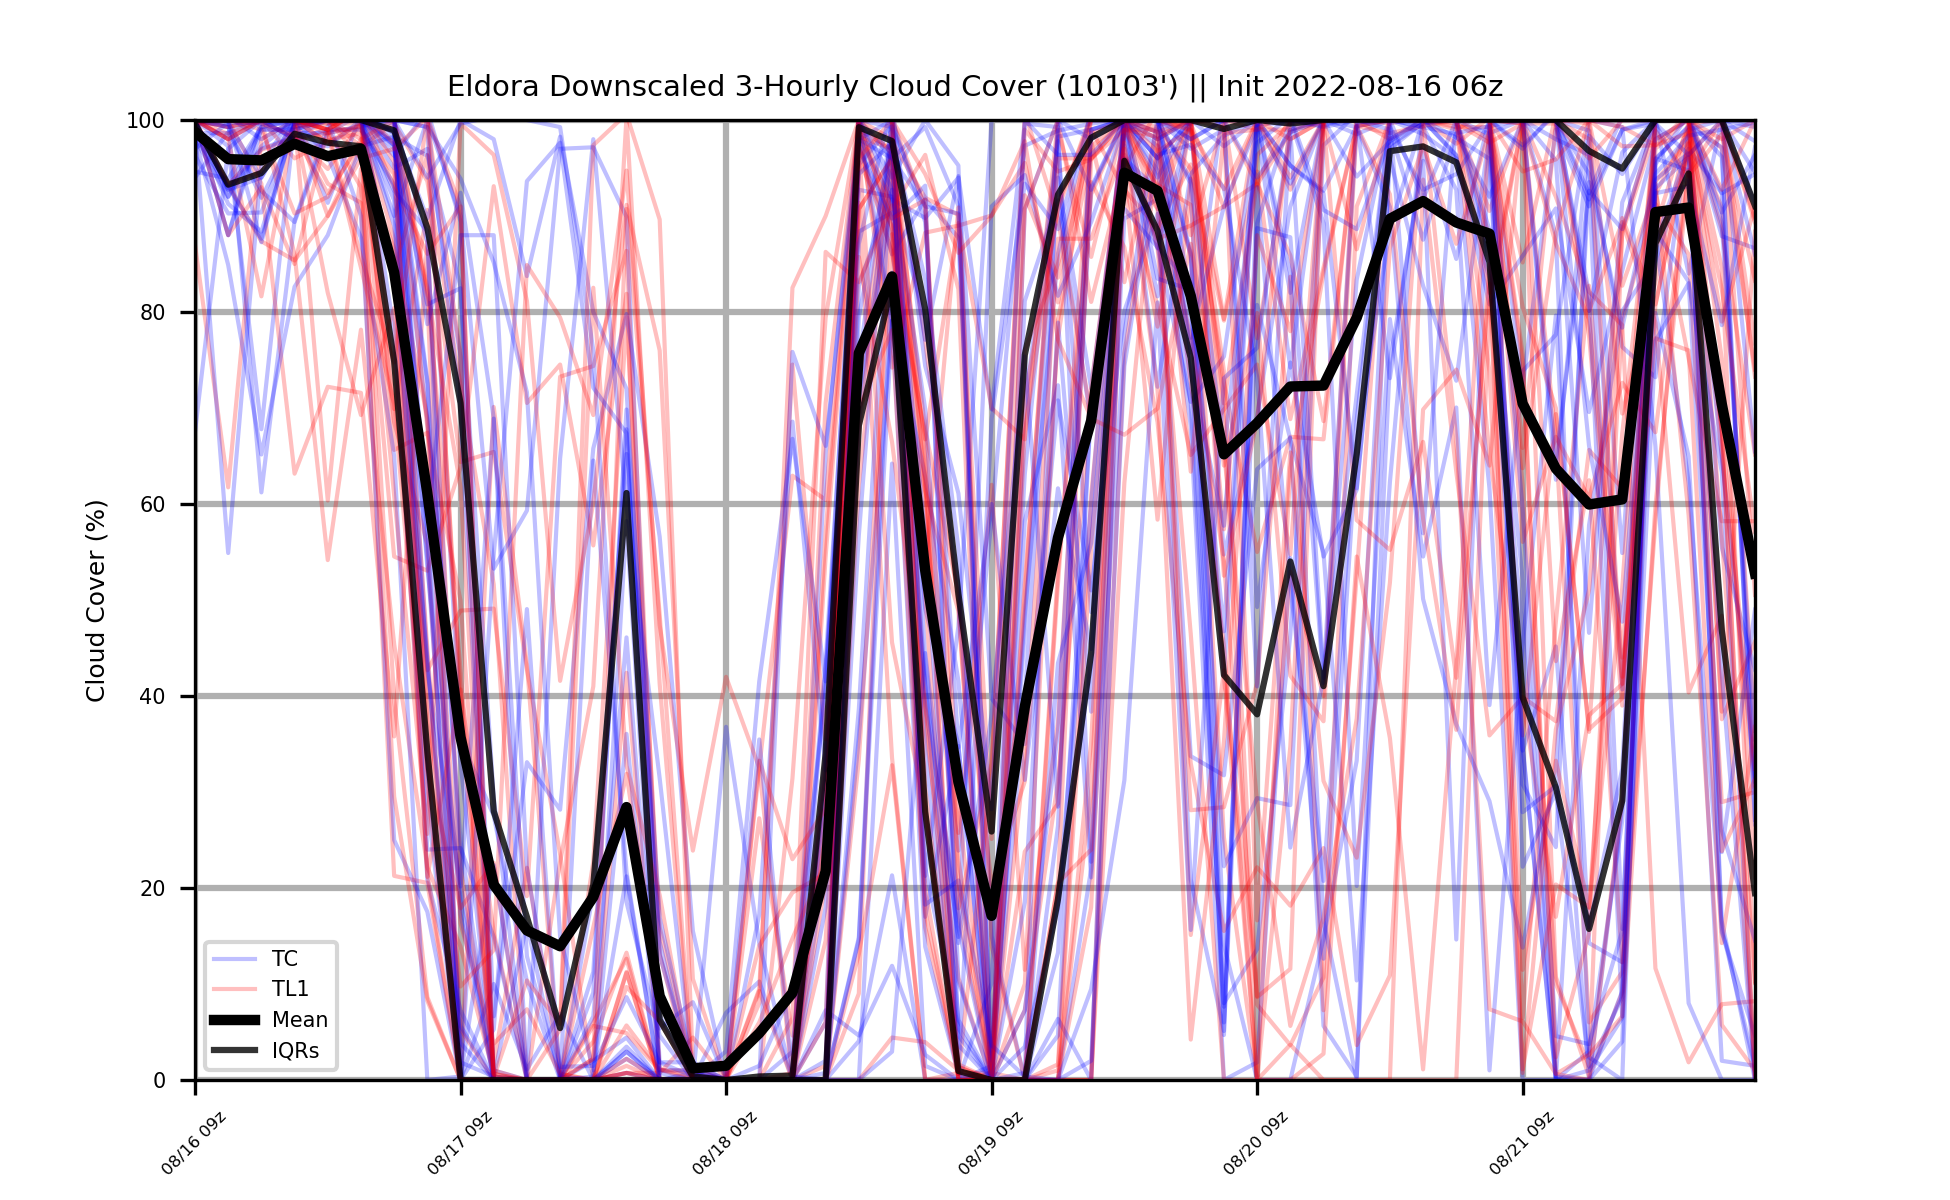 Eldora Downscaled 3-Hourly Cloud Cover (10103') || Init 2022-08-16 06z
Cloud Cover (%)
100
80
60
40
20
0
TC
TL1
Mean
IQRs
08/16 09z
08/17 09z
08/18 09z
08/19 09z
08/20 09z
08/21 09z